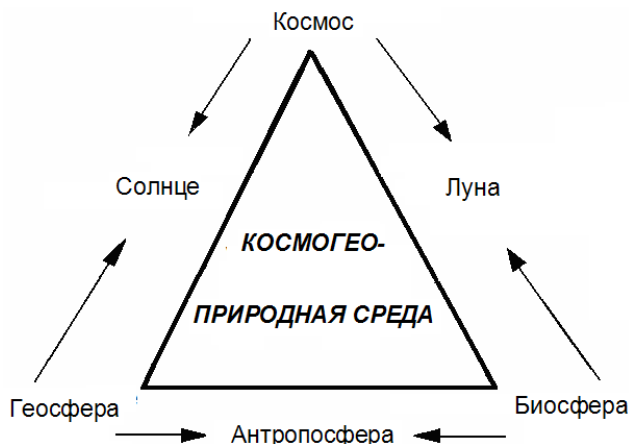 Космос
Солнце
Луна
КОСМОГЕО-
ПРИРОДНАЯ СРЕДА
Геосфера
Биосфера
Антропосфера